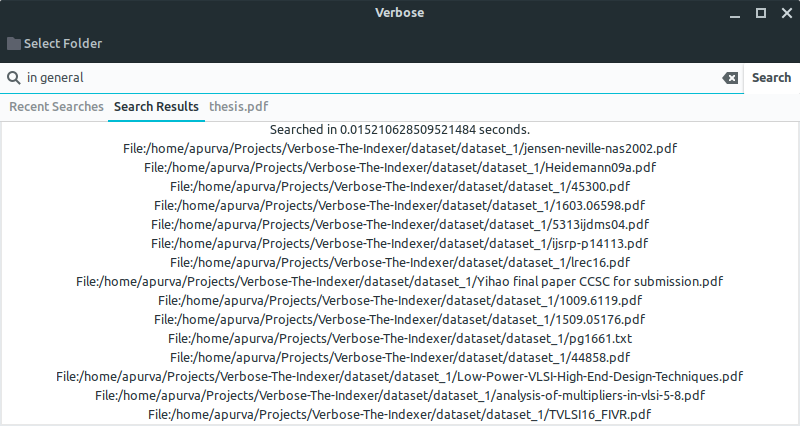 Verbose
Select Folder
in general
Search
Recent Searches Search Results thesis.pdf
Searched in 0.015210628509521484 seconds.
File:/home/apurva/Projects/Verbose-The-Indexer/dataset/dataset_1/jensen-neville-nas2002.pdf
File:/home/apurva/Projects/Verbose-The-Indexer/dataset/dataset_1/Heidemann09a.pdf
File:/home/apurva/Projects/Verbose-The-Indexer/dataset/dataset_1/45300.pdf
File:/home/apurva/Projects/Verbose-The-Indexer/dataset/dataset_1/1603.06598.pdf
File:/home/apurva/Projects/Verbose-The-Indexer/dataset/dataset_1/5313ijdms04.pdf
File:/home/apurva/Projects/Verbose-The-Indexer/dataset/dataset_1/ijsrp-p14113.pdf
File:/home/apurva/Projects/Verbose-The-Indexer/dataset/dataset_1/lrec16.pdf
File:/home/apurva/Projects/Verbose-The-Indexer/dataset/dataset_1/Yihao final paper CCSC for submission.pdf
File:/home/apurva/Projects/Verbose-The-Indexer/dataset/dataset_1/1009.6119.pdf
File:/home/apurva/Projects/Verbose-The-Indexer/dataset/dataset_1/1509.05176.pdf
File:/home/apurva/Projects/Verbose-The-Indexer/dataset/dataset_1/pg1661.txt
File:/home/apurva/Projects/Verbose-The-Indexer/dataset/dataset_1/44858.pdf
File:/home/apurva/Projects/Verbose-The-Indexer/dataset/dataset_1/Low-Power-VLSI-High-End-Design-Techniques.pdf
File:/home/apurva/Projects/Verbose-The-Indexer/dataset/dataset_1/analysis-of-multipliers-in-vlsi-5-8.pdf
File:/home/apurva/Projects/Verbose-The-Indexer/dataset/dataset_1/TVLSI16_FIVR.pdf